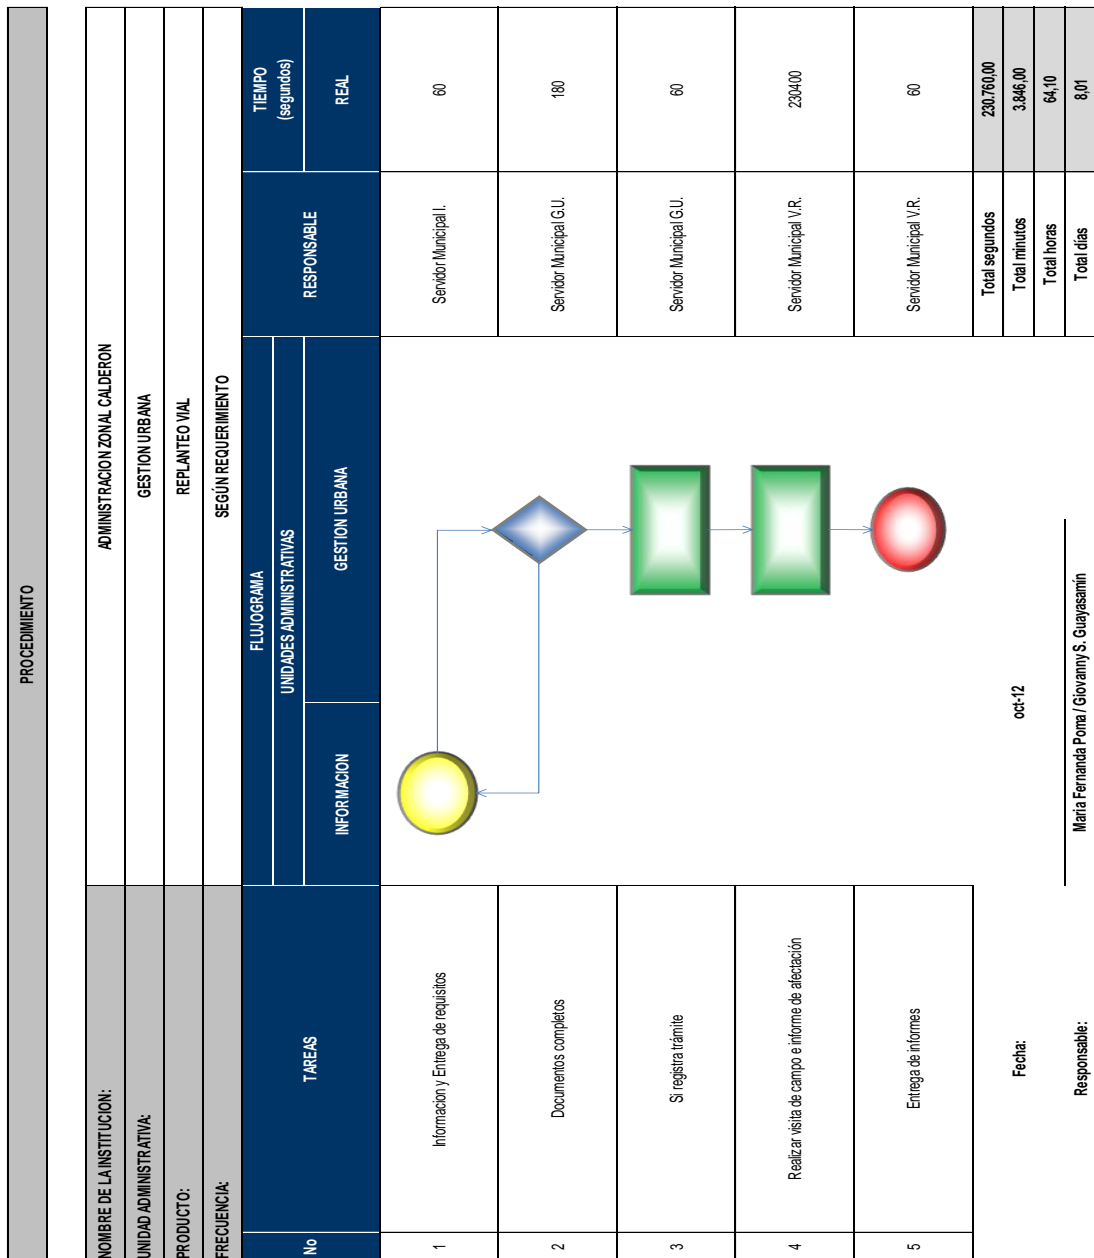 PROCEDIMIENTO
NOMBRE DE LA INSTITUCION: ADMINISTRACION ZONAL CALDERON
UNIDAD ADMINISTRATIVA: GESTION URBANA
PRODUCTO: REPLANTEO VIAL
FRECUENCIA: SEGÚN REQUERIMIENTO
No TAREAS FLUJOGRAMA RESPONSABLE TIEMPO
(segundos)
UNIDADES ADMINISTRATIVAS
INFORMACION GESTION URBANA REAL
1 Informacion y Entrega de requisitos Servidor Municipal I. 60
2 Documentos completos Servidor Municipal G.U. 180
3 Si registra trámite Servidor Municipal G.U. 60
4 Realizar visita de campo e informe de afectación Servidor Municipal V.R. 230400
5 Entrega de informes Servidor Municipal V.R. 60
Total segundos 230.760,00
Fecha: oct-12 Total minutos 3.846,00
Total horas 64,10
Responsable: Maria Fernanda Poma / Giovanny S. Guayasamín Total días 8,01